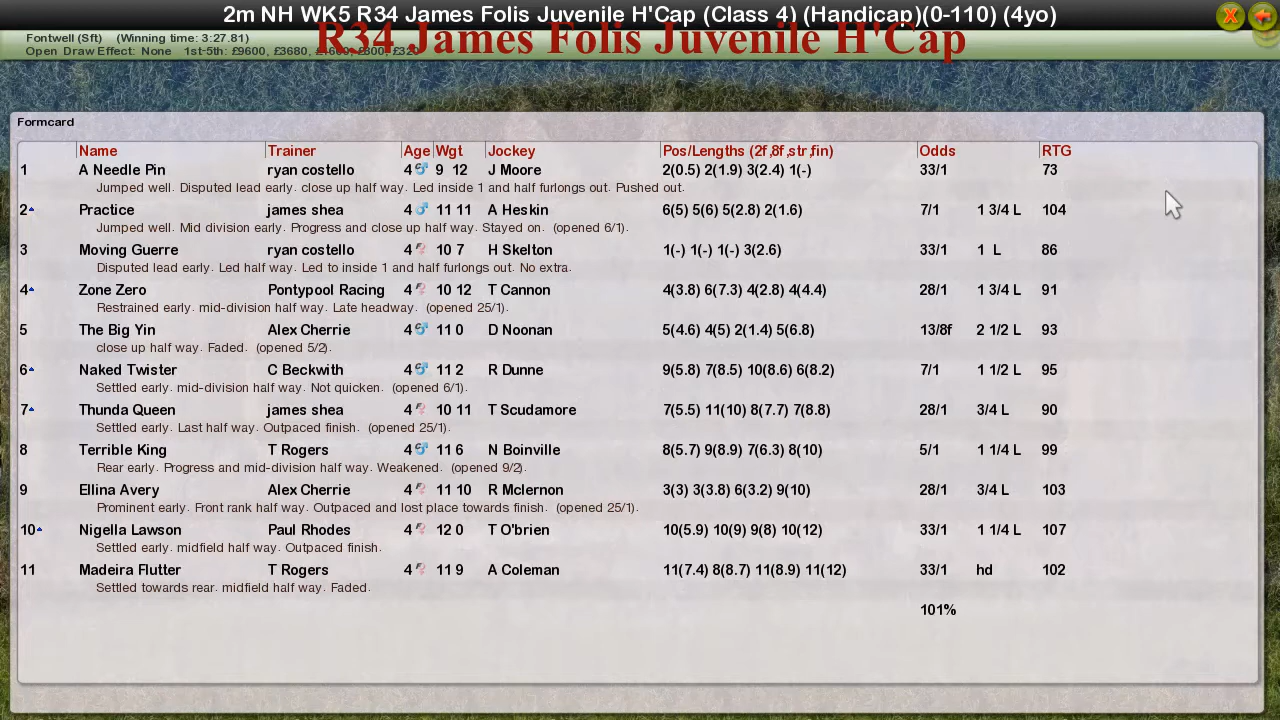 2m NH WK5 R34 James Folis Juvenile H'Cap (Class 4) (Handicap)(0-110) (4yo)
R34 James Folis Juvenile H'Cap
Fontwell (Sft) (Winning time: 3:27.81)
Open Draw Effect: None 1st-5th: £9600, £3680, £1600, £800, £320
Formcard
Name Trainer Age Wgt Jockey Pos/Lengths (2f,8f,str,fin) Odds RTG
1 A Needle Pin ryan costello 4 9 12 J Moore 2(0.5) 2(1.9) 3(2.4) 1(-) 33/1 73
Jumped well. Disputed lead early. close up half way. Led inside 1 and half furlongs out. Pushed out.
2 Practice james shea 4 11 11 A Heskin 6(5) 5(6) 5(2.8) 2(1.6) 7/1 1 3/4 L 104
Jumped well. Mid division early. Progress and close up half way. Stayed on. (opened 6/1).
3 Moving Guerre ryan costello 4 10 7 H Skelton 1(-) 1(-) 1(-) 3(2.6) 33/1 1 L 86
Disputed lead early. Led half way. Led to inside 1 and half furlongs out. No extra.
4 Zone Zero Pontypool Racing 4 10 12 T Cannon 4(3.8) 6(7.3) 4(2.8) 4(4.4) 28/1 1 3/4 L 91
Restrained early. mid-division half way. Late headway. (opened 25/1).
5 The Big Yin Alex Cherrie 4 11 0 D Noonan 5(4.6) 4(5) 2(1.4) 5(6.8) 13/8f 2 1/2 L 93
close up half way. Faded. (opened 5/2).
6 Naked Twister C Beckwith 4 11 2 R Dunne 9(5.8) 7(8.5) 10(8.6) 6(8.2) 7/1 1 1/2 L 95
Settled early. mid-division half way. Not quicken. (opened 6/1).
7 Thunda Queen james shea 4 10 11 T Scudamore 7(5.5) 11(10) 8(7.7) 7(8.8) 28/1 3/4 L 90
Settled early. Last half way. Outpaced finish. (opened 25/1).
8 Terrible King T Rogers 4 11 6 N Boinville 8(5.7) 9(8.9) 7(6.3) 8(10) 5/1 1 1/4 L 99
Rear early. Progress and mid-division half way. Weakened. (opened 9/2).
9 Ellina Avery Alex Cherrie 4 11 10 R Mclernon 3(3) 3(3.8) 6(3.2) 9(10) 28/1 3/4 L 103
Prominent early. Front rank half way. Outpaced and lost place towards finish. (opened 25/1).
10 Nigella Lawson Paul Rhodes 4 12 0 T O'brien 10(5.9) 10(9) 9(8) 10(12) 33/1 1 1/4 L 107
Settled early. midfield half way. Outpaced finish.
11 Madeira Flutter T Rogers 4 11 9 A Coleman 11(7.4) 8(8.7) 11(8.9) 11(12) 33/1 hd 102
Settled towards rear. midfield half way. Faded.
101%